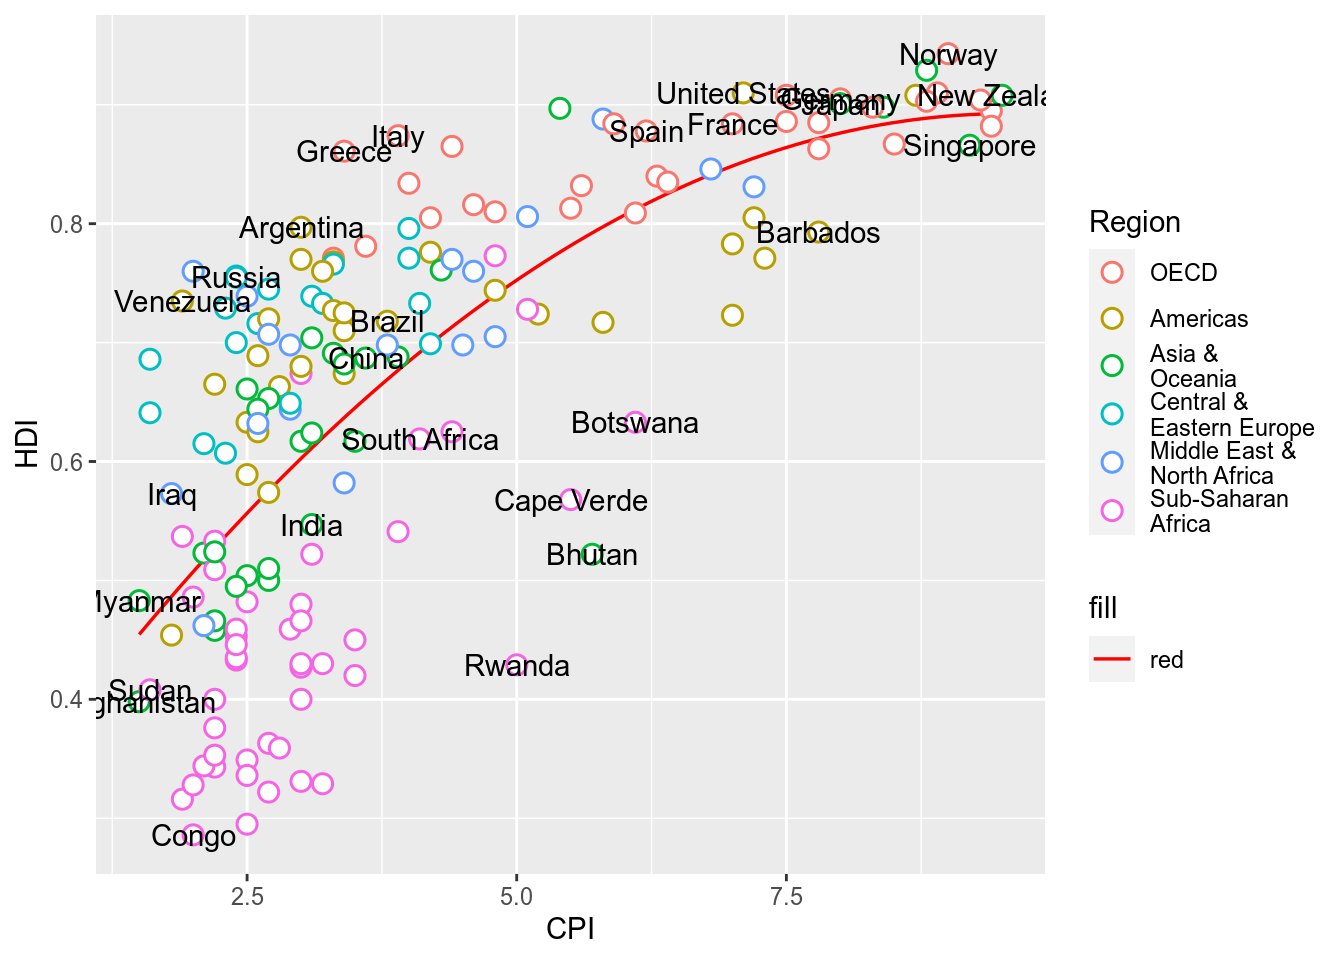 Norway
United States
Germany
Japan
New Zeala
Italy
Spain
France
Greece
Singapore
Argentina
Barbados
Russia
Venezuela
Brazil
China
South Africa
Botswana
Iraq
Cape Verde
India
Bhutan
Myanmar
Rwanda
Sudan
ghanistan
Congo
0.8
0.6
0.4
HDI
2.5
5.0
7.5
CPI
Region
OECD
Americas
Asia &
Oceania
Central &
Eastern Europe
Middle East &
North Africa
Sub-Saharan
Africa
fill
red